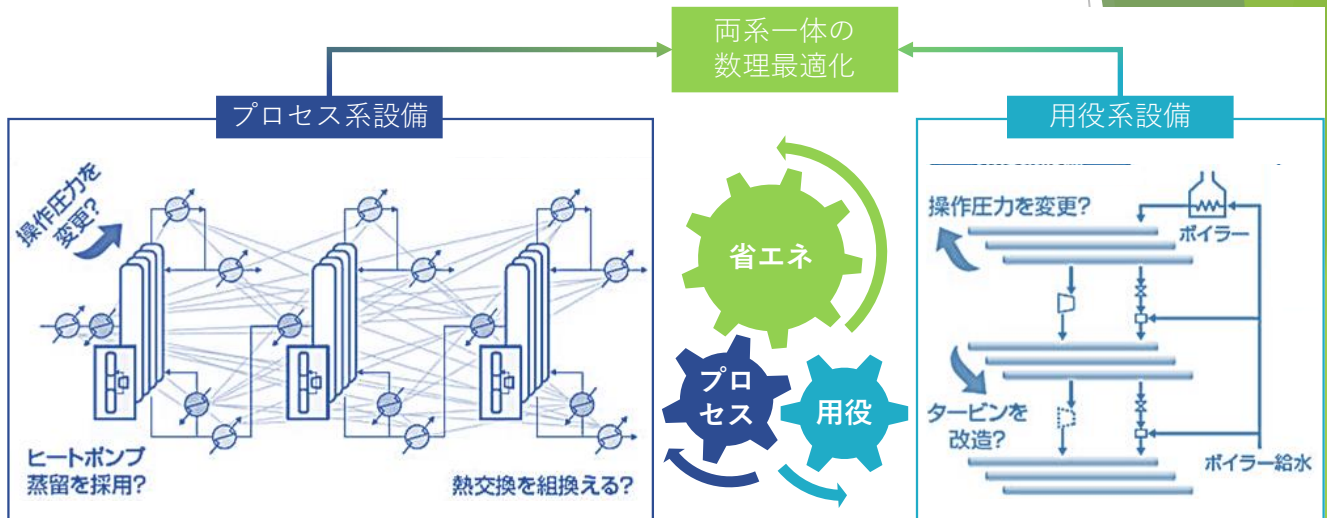 両系一体の
数理最適化
プロセス系設備
用役系設備
操作圧力を
変更?
ヒートポンプ
蒸留を採用?
熱交換を組換える?
省エネ
プロ
セス
用役
操作圧力を変更?
ボイラー
タービンを
改造?
ボイラー給水